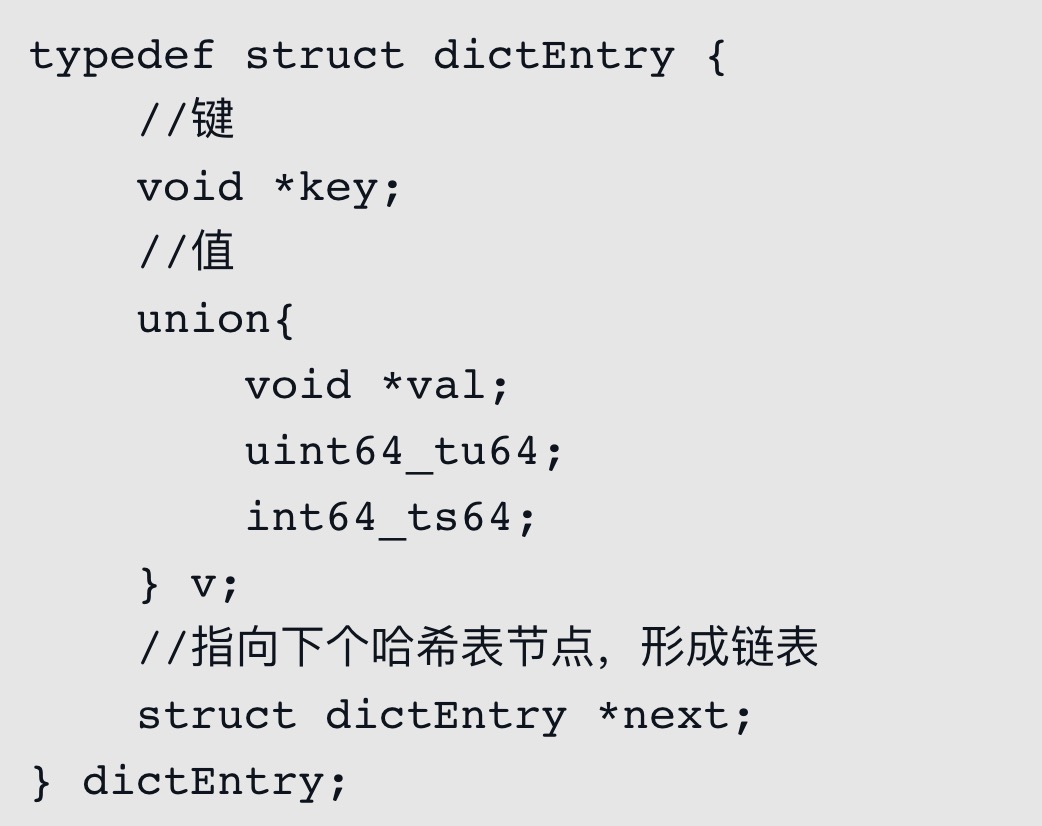 typedef struct dictEntry {
    //键
    void *key;
    //值
    union{
        void *val;
        uint64_tu64;
        int64_ts64;
    } v;
    //指向下个哈希表节点，形成链表
    struct dictEntry *next;
} dictEntry;